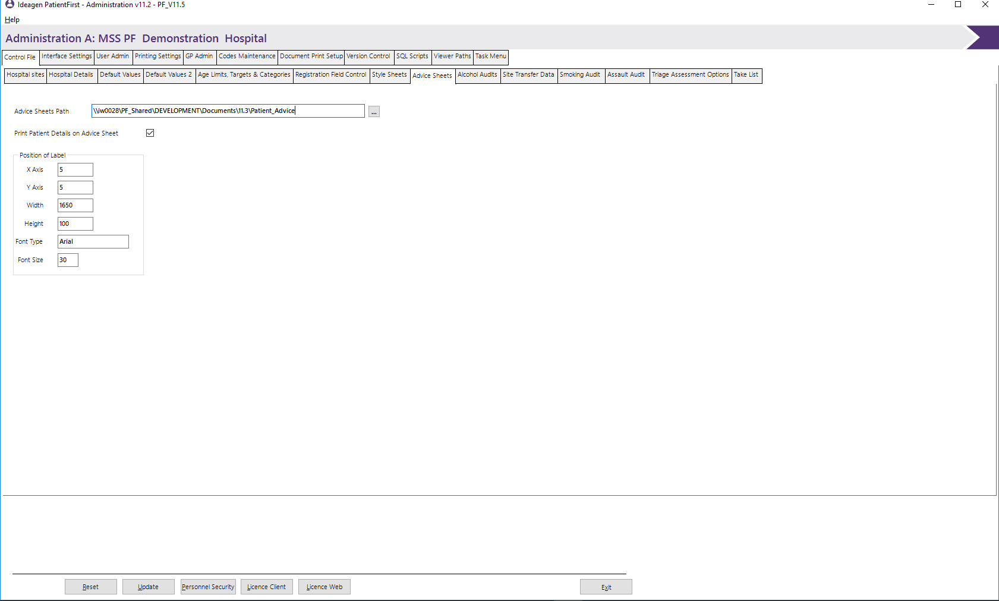 Ideagen PatientFirst - Administration v11.2 - PF_V11.5
Help
Administration A: MSS PF Demonstration Hospital
Control File Interface Settings User Admin Printing Settings GP Admin Codes Maintenance Document Print Setup Version Control SQL Scripts Viewer Paths Task Menu
Hospital sites Hospital Details Default Values Default Values 2 Age Limits, Targets & Categories Registration Field Control Style Sheets Advice Sheets Alcohol Audits Site Transfer Data Smoking Audit Assault Audit Triage Assessment Options Take List
Advice Sheets Path \\iw0028\PF_Shared\DEVELOPMENT\Documents\11.3\Patient_Advice ...
Print Patient Details on Advice Sheet
Position of Label
X Axis 5
Y Axis 5
Width 1650
Height 100
Font Type Arial
Font Size 30
Reset Update Personnel Security Licence Client Licence Web Exit